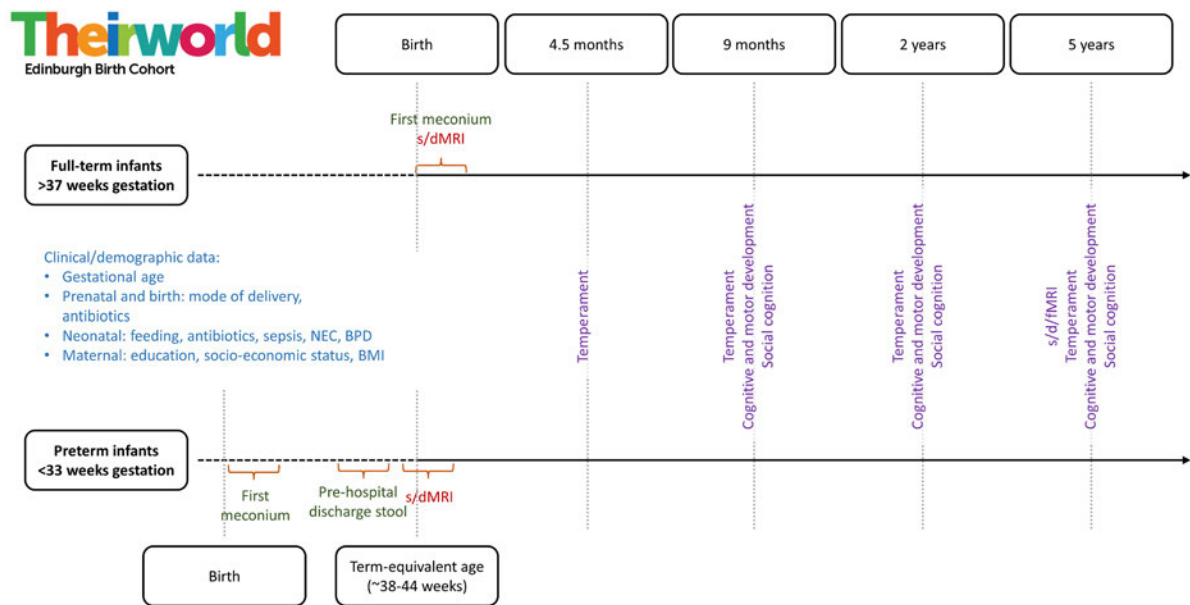 Theirworld
Edinburgh Birth Cohort
Birth
4.5 months
9 months
2 years
5 years
First meconium
s/dMRI
Full-term infants
>37 weeks gestation
Clinical/demographic data:
• Gestational age
• Prenatal and birth: mode of delivery,
antibiotics
• Neonatal: feeding, antibiotics, sepsis, NEC, BPD
• Maternal: education, socio-economic status, BMI
Temperament
Temperament
Cognitive and motor development
Social cognition
Temperament
Cognitive and motor development
Social cognition
s/d/fMRI
Temperament
Cognitive and motor development
Social cognition
Preterm infants
<33 weeks gestation
First
meconium
Pre-hospital
discharge stool
s/dMRI
Birth
Term-equivalent age
(~38-44 weeks)